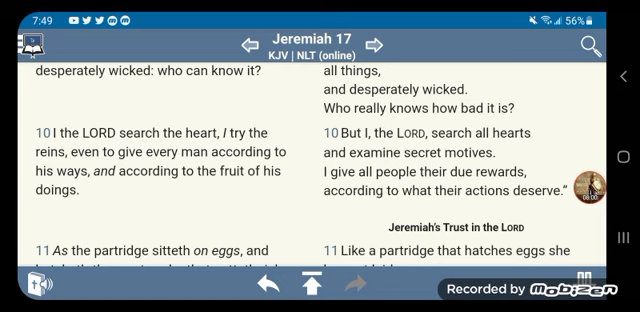 7:49
56%
Jeremiah 17
KJV | NLT (online)
desperately wicked: who can know it?
10 I the LORD search the heart, I try the
reins, even to give every man according to
his ways, and according to the fruit of his
doings.
11 As the partridge sitteth on eggs, and
all things,
and desperately wicked.
Who really knows how bad it is?
10 But I, the LORD, search all hearts
and examine secret motives.
I give all people their due rewards,
according to what their actions deserve.”
Jeremiah’s Trust in the LORD
11 Like a partridge that hatches eggs she
08:00
Recorded by Mobizen